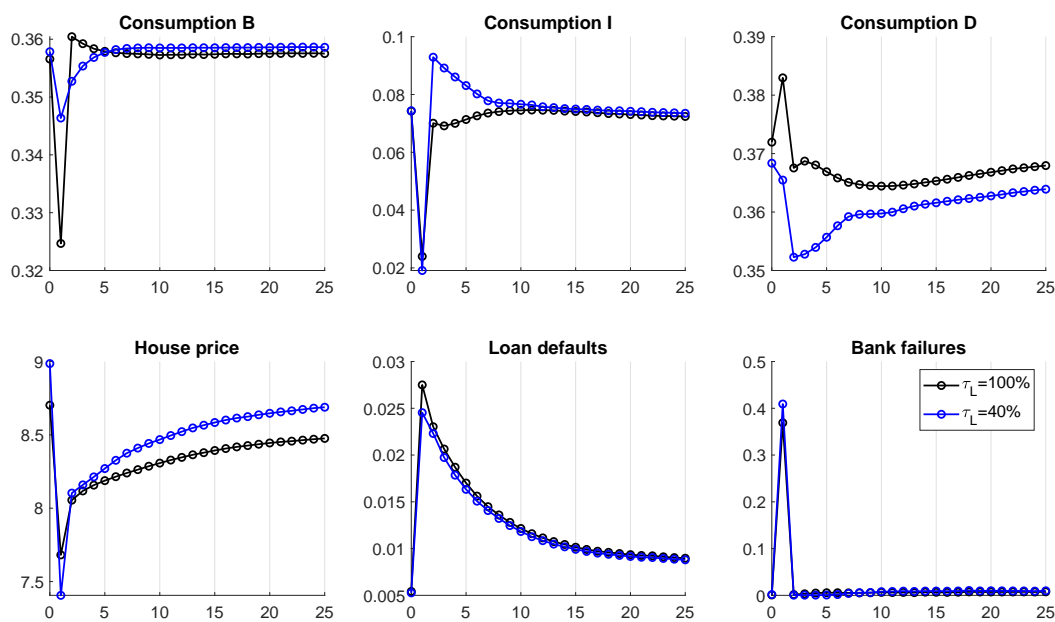 Consumption B
0.36
0.35
0.34
0.33
0.32
0 5 10 15 20 25
Consumption I
0.1
0.08
0.06
0.04
0.02
0 5 10 15 20 25
Consumption D
0.39
0.38
0.37
0.36
0.35
0 5 10 15 20 25
House price
9
8.5
8
7.5
0 5 10 15 20 25
Loan defaults
0.03
0.025
0.02
0.015
0.01
0.005
0 5 10 15 20 25
Bank failures
0.5
0.4
0.3
0.2
0.1
0
0 5 10 15 20 25
τ_L=100%
τ_L=40%